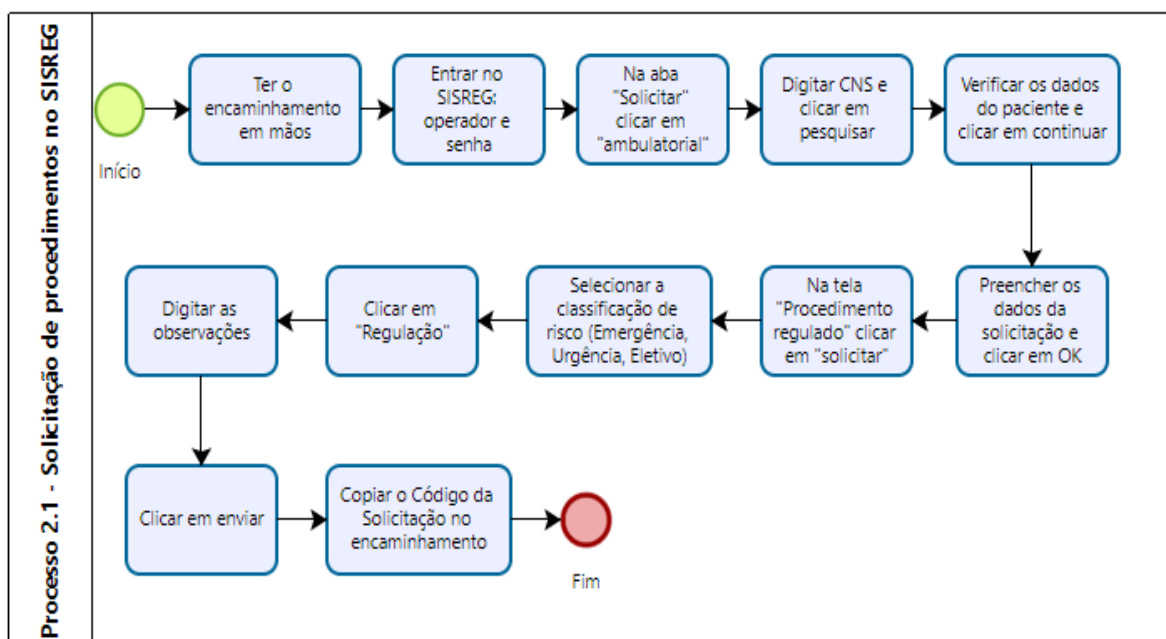 Processo 2.1 - Solicitação de procedimentos no SISREG
Início
Ter o
encaminhamento
em mãos
Entrar no
SISREG:
operador e
senha
Na aba
"Solicitar"
clicar em
"ambulatorial"
Digitar CNS e
clicar em
pesquisar
Verificar os dados
do paciente e
clicar em continuar
Preencher os
dados da
solicitação e
clicar em OK
Na tela
"Procedimento
regulado" clicar
em "solicitar"
Selecionar a
classificação de
risco (Emergência,
Urgência, Eletivo)
Clicar em
"Regulação"
Digitar as
observações
Clicar em enviar
Copiar o Código da
Solicitação no
encaminhamento
Fim